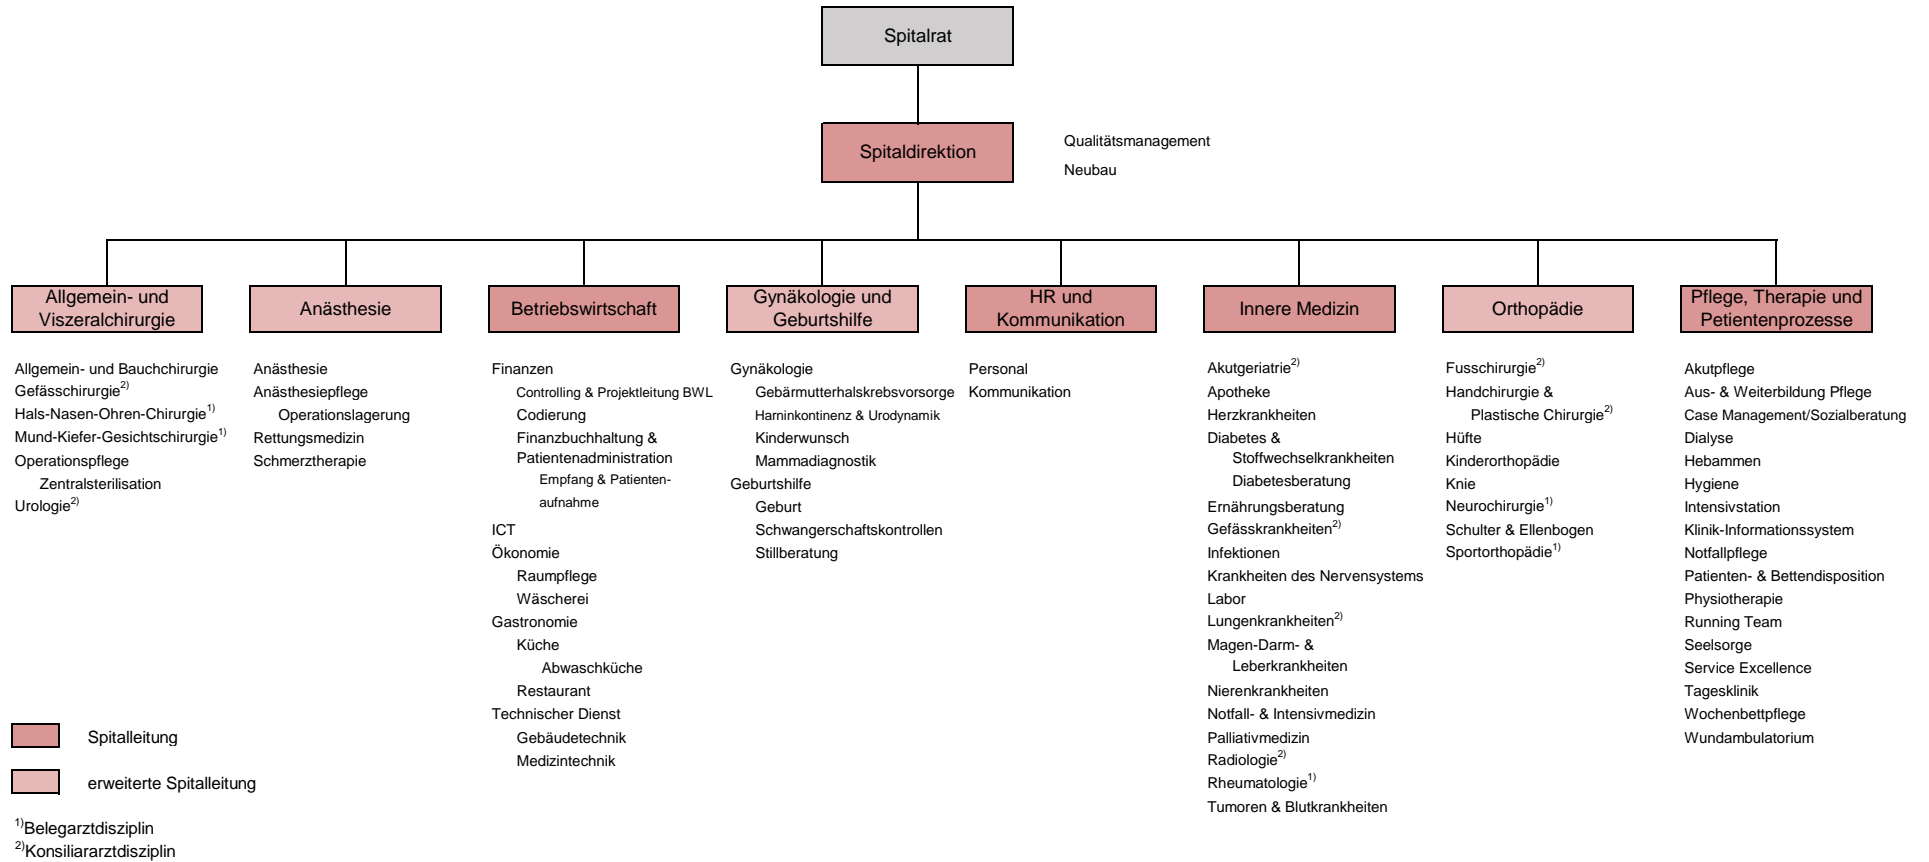 Spitalrat
Spitaldirektion
Qualitätsmanagement
Neubau
Allgemein- und
Viszeralchirurgie
Allgemein- und Bauchchirurgie
Gefässchirurgie2)
Hals-Nasen-Ohren-Chirurgie1)
Mund-Kiefer-Gesichtschirurgie1)
Operationspflege
Zentralsterilisation
Urologie2)
Anästhesie
Anästhesie
Anästhesiepflege
Operationslagerung
Rettungsmedizin
Schmerztherapie
Betriebswirtschaft
Finanzen
Controlling & Projektleitung BWL
Codierung
Finanzbuchhaltung &
Patientenadministration
Empfang & Patienten-
aufnahme
ICT
Ökonomie
Raumpflege
Wäscherei
Gastronomie
Küche
Abwaschküche
Restaurant
Technischer Dienst
Gebäudetechnik
Medizintechnik
Gynäkologie und
Geburtshilfe
Gynäkologie
Gebärmutterhalskrebsvorsorge
Harninkontinenz & Urodynamik
Kinderwunsch
Mammadiagnostik
Geburtshilfe
Geburt
Schwangerschaftskontrollen
Stillberatung
HR und
Kommunikation
Personal
Kommunikation
Innere Medizin
Akutgeriatrie2)
Apotheke
Herzkrankheiten
Diabetes &
Stoffwechselkrankheiten
Diabetesberatung
Ernährungsberatung
Gefässkrankheiten2)
Infektionen
Krankheiten des Nervensystems
Labor
Lungenkrankheiten2)
Magen-Darm- &
Leberkrankheiten
Nierenkrankheiten
Notfall- & Intensivmedizin
Palliativmedizin
Radiologie2)
Rheumatologie1)
Tumoren & Blutkrankheiten
Orthopädie
Fusschirurgie2)
Handchirurgie &
Plastische Chirurgie2)
Hüfte
Kinderorthopädie
Knie
Neurochirurgie1)
Schulter & Ellenbogen
Sportorthopädie1)
Pflege, Therapie und
Petientenprozesse
Akutpflege
Aus- & Weiterbildung Pflege
Case Management/Sozialberatung
Dialyse
Hebammen
Hygiene
Intensivstation
Klinik-Informationssystem
Notfallpflege
Patienten- & Bettendisposition
Physiotherapie
Running Team
Seelsorge
Service Excellence
Tagesklinik
Wochenbettpflege
Wundambulatorium
Spitalleitung
erweiterte Spitalleitung
1)Belegarztdisziplin
2)Konsiliararztdisziplin